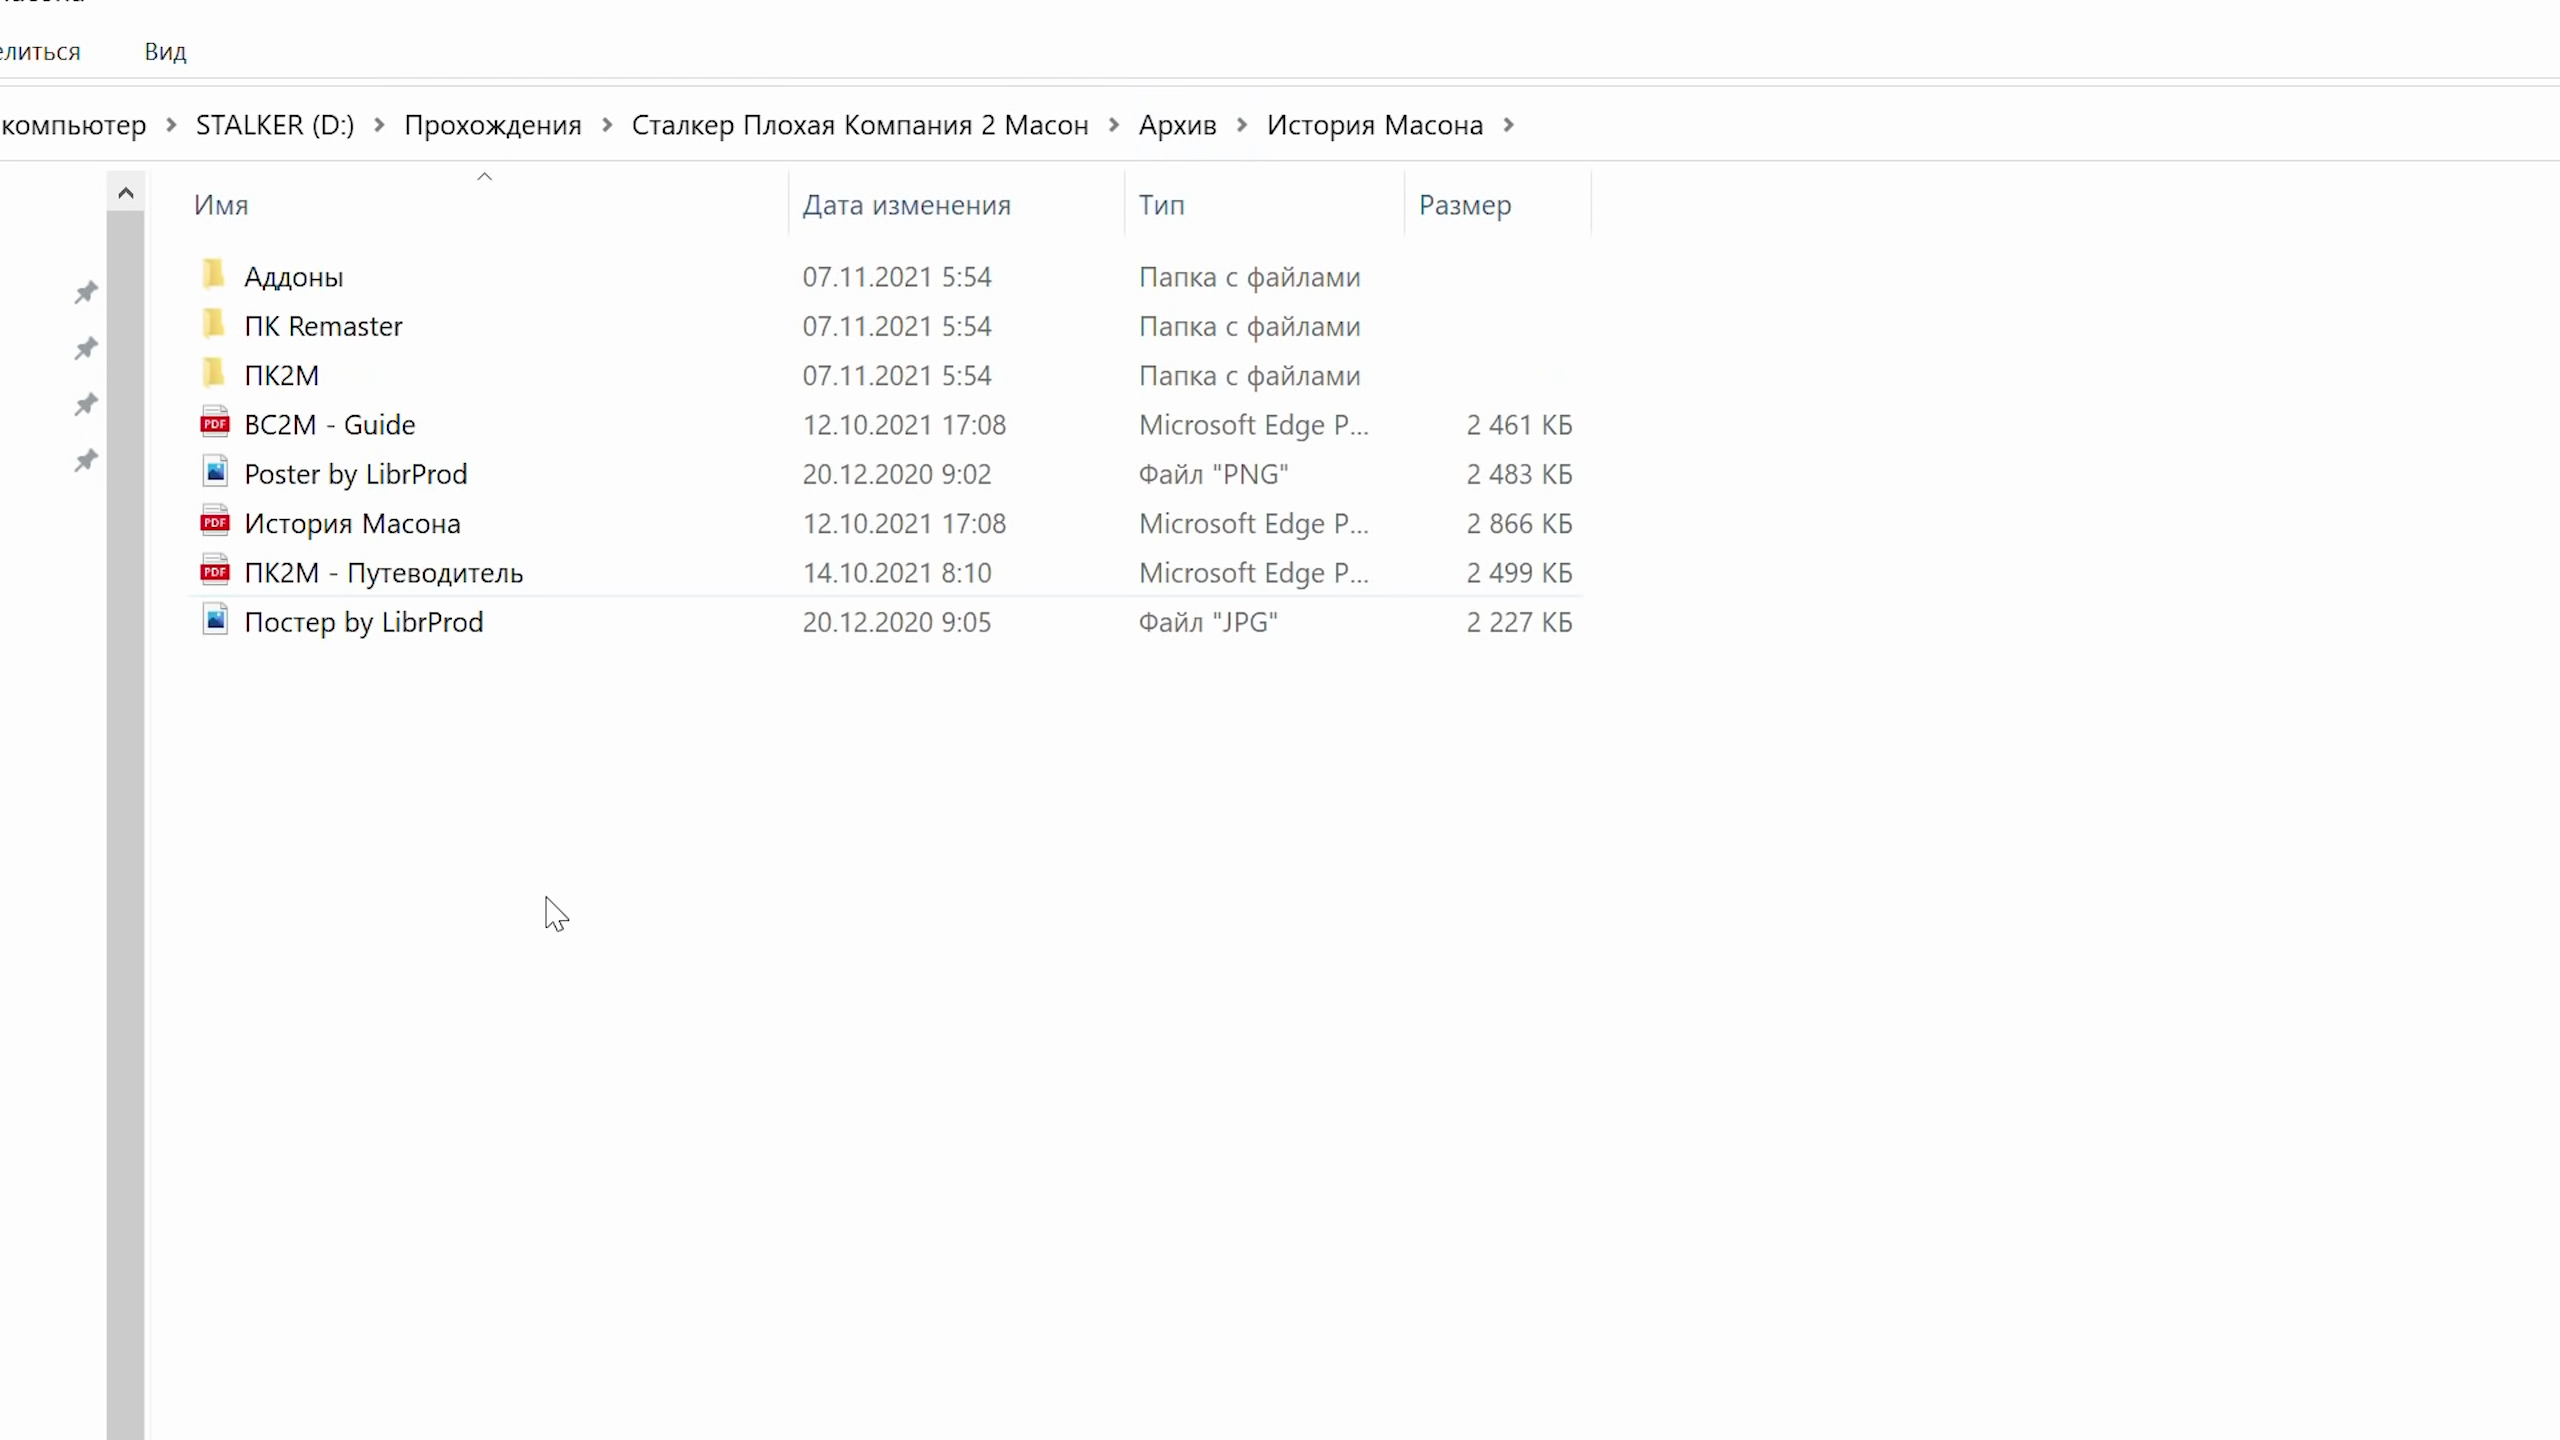 елиться Вид
компьютер STALKER (D:) Прохождения Сталкер Плохая Компания 2 Масон Архив История Масона
Имя Дата изменения Тип Размер
Аддоны 07.11.2021 5:54 Папка с файлами
ПК Remaster 07.11.2021 5:54 Папка с файлами
ПК2М 07.11.2021 5:54 Папка с файлами
PDF BC2M - Guide 12.10.2021 17:08 Microsoft Edge P... 2 461 КБ
Poster by LibrProd 20.12.2020 9:02 Файл "PNG" 2 483 КБ
PDF История Масона 12.10.2021 17:08 Microsoft Edge P... 2 866 КБ
PDF ПК2М - Путеводитель 14.10.2021 8:10 Microsoft Edge P... 2 499 КБ
Постер by LibrProd 20.12.2020 9:05 Файл "JPG" 2 227 КБ